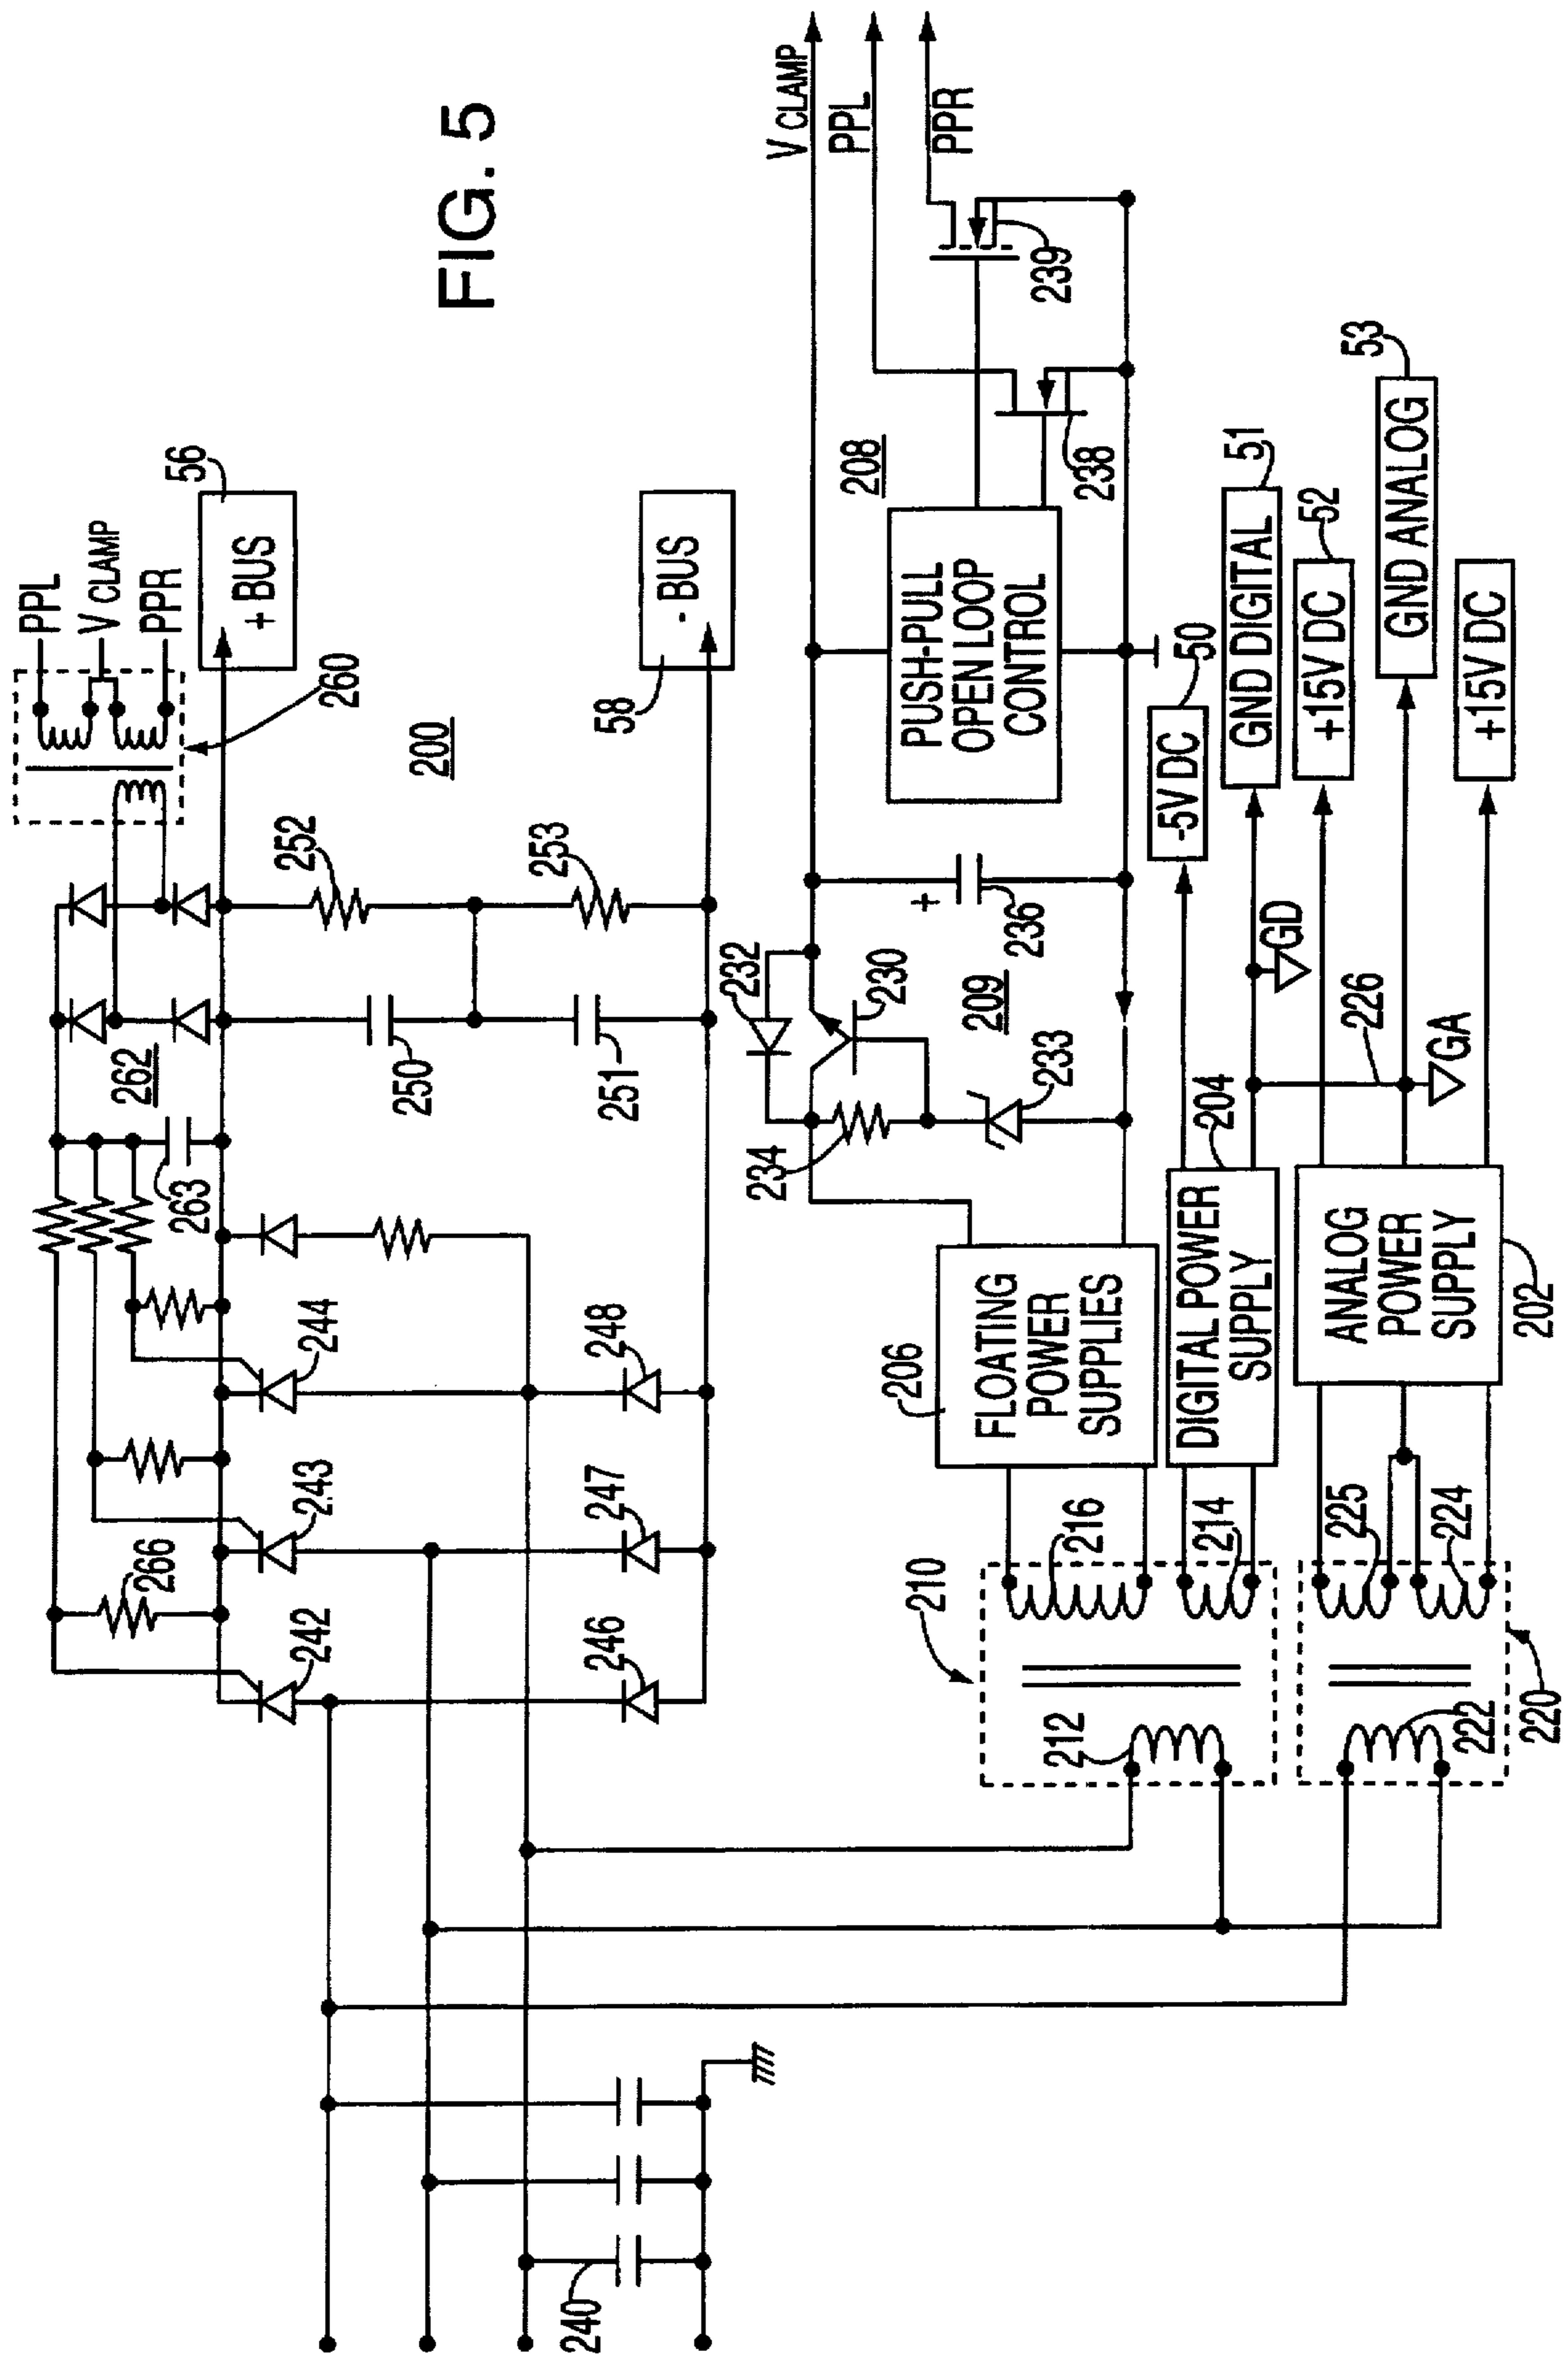 FIG. 5
PPL
V CLAMP
PPR
260
56
+ BUS
200
58
- BUS
252
253
262
250
251
263
244
248
243
247
266
242
246
240
V CLAMP
PPL
PPR
239
238
208
PUSH-PULL
OPEN LOOP
CONTROL
232
230
236
209
233
234
206
FLOATING
POWER
SUPPLIES
-5V DC
50
GND DIGITAL
51
GD
+15V DC
52
GND ANALOG
53
GA
226
+15V DC
204
DIGITAL POWER
SUPPLY
ANALOG
POWER
SUPPLY
202
210
216
214
212
225
224
222
220
+